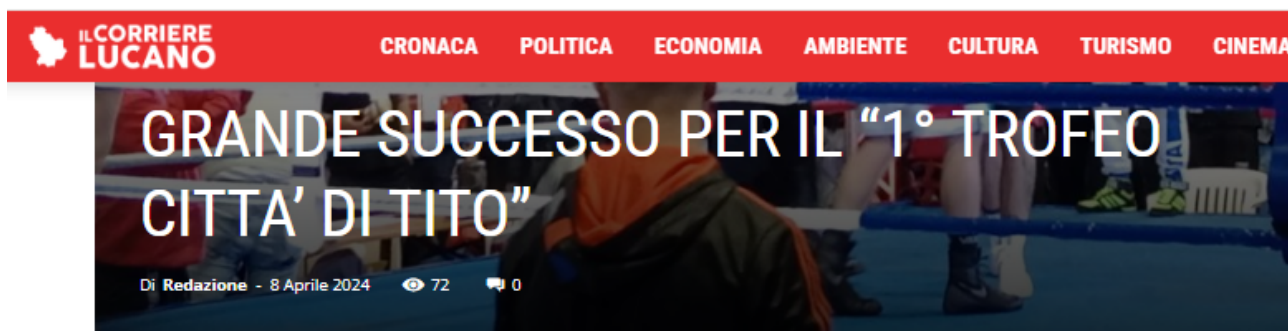 IL CORRIERE
LUCANO
CRONACA POLITICA ECONOMIA AMBIENTE CULTURA TURISMO CINEMA
GRANDE SUCCESSO PER IL “1° TROFEO
CITTA’ DI TITO”
Di Redazione - 8 Aprile 2024 72 0